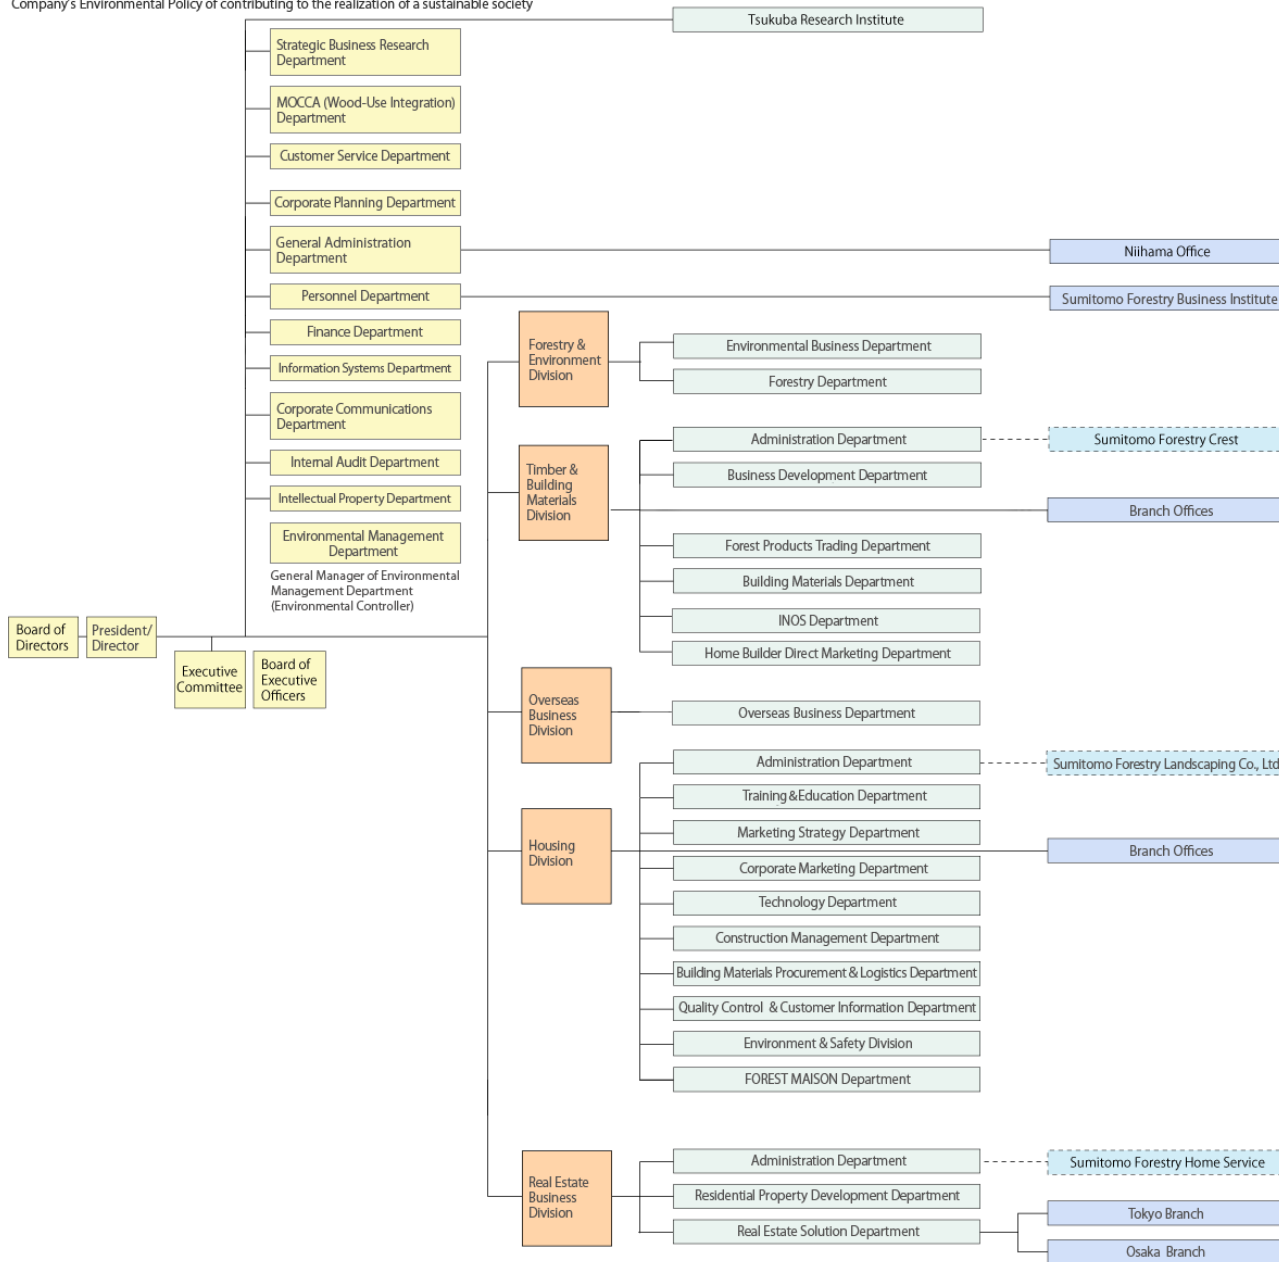 Company's Environmental Policy of contributing to the realization of a sustainable society
Tsukuba Research Institute
Strategic Business Research
Department
MOCCA (Wood-Use Integration)
Department
Customer Service Department
Corporate Planning Department
General Administration
Department
Niihama Office
Personnel Department
Sumitomo Forestry Business Institute
Finance Department
Information Systems Department
Corporate Communications
Department
Internal Audit Department
Intellectual Property Department
Environmental Management
Department
General Manager of Environmental
Management Department
(Environmental Controller)
Board of
Directors
President/
Director
Executive
Committee
Board of
Executive
Officers
Forestry &
Environment
Division
Environmental Business Department
Forestry Department
Timber &
Building
Materials
Division
Administration Department
Sumitomo Forestry Crest
Business Development Department
Branch Offices
Forest Products Trading Department
Building Materials Department
INOS Department
Home Builder Direct Marketing Department
Overseas
Business
Division
Overseas Business Department
Housing
Division
Administration Department
Sumitomo Forestry Landscaping Co., Ltd
Training &Education Department
Marketing Strategy Department
Branch Offices
Corporate Marketing Department
Technology Department
Construction Management Department
Building Materials Procurement & Logistics Department
Quality Control & Customer Information Department
Environment & Safety Division
FOREST MAISON Department
Real Estate
Business
Division
Administration Department
Sumitomo Forestry Home Service
Residential Property Development Department
Real Estate Solution Department
Tokyo Branch
Osaka Branch